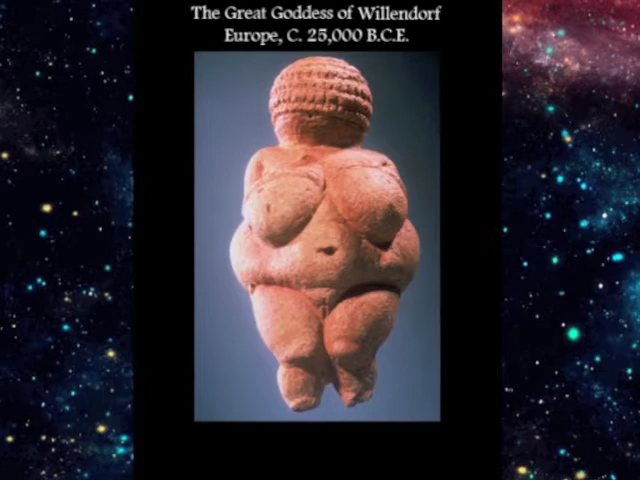 The Great Goddess of Willendorf
Europe, C. 25,000 B.C.E.